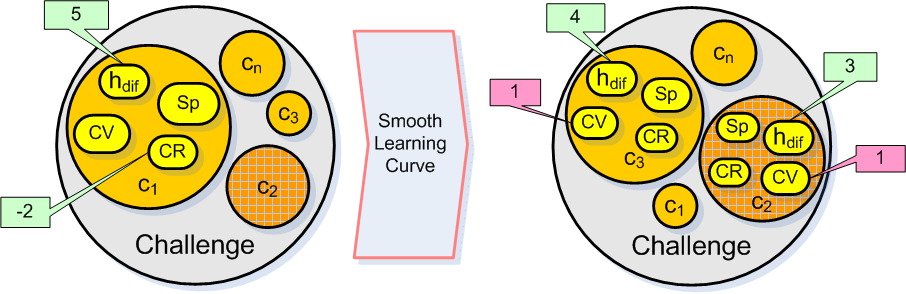 5
h_dif
Sp
CV
CR
c_1
-2
c_n
c_3
c_2
Challenge
Smooth
Learning
Curve
4
1
h_dif
Sp
CV
CR
c_3
c_n
3
Sp
h_dif
CR
CV
1
c_2
c_1
Challenge